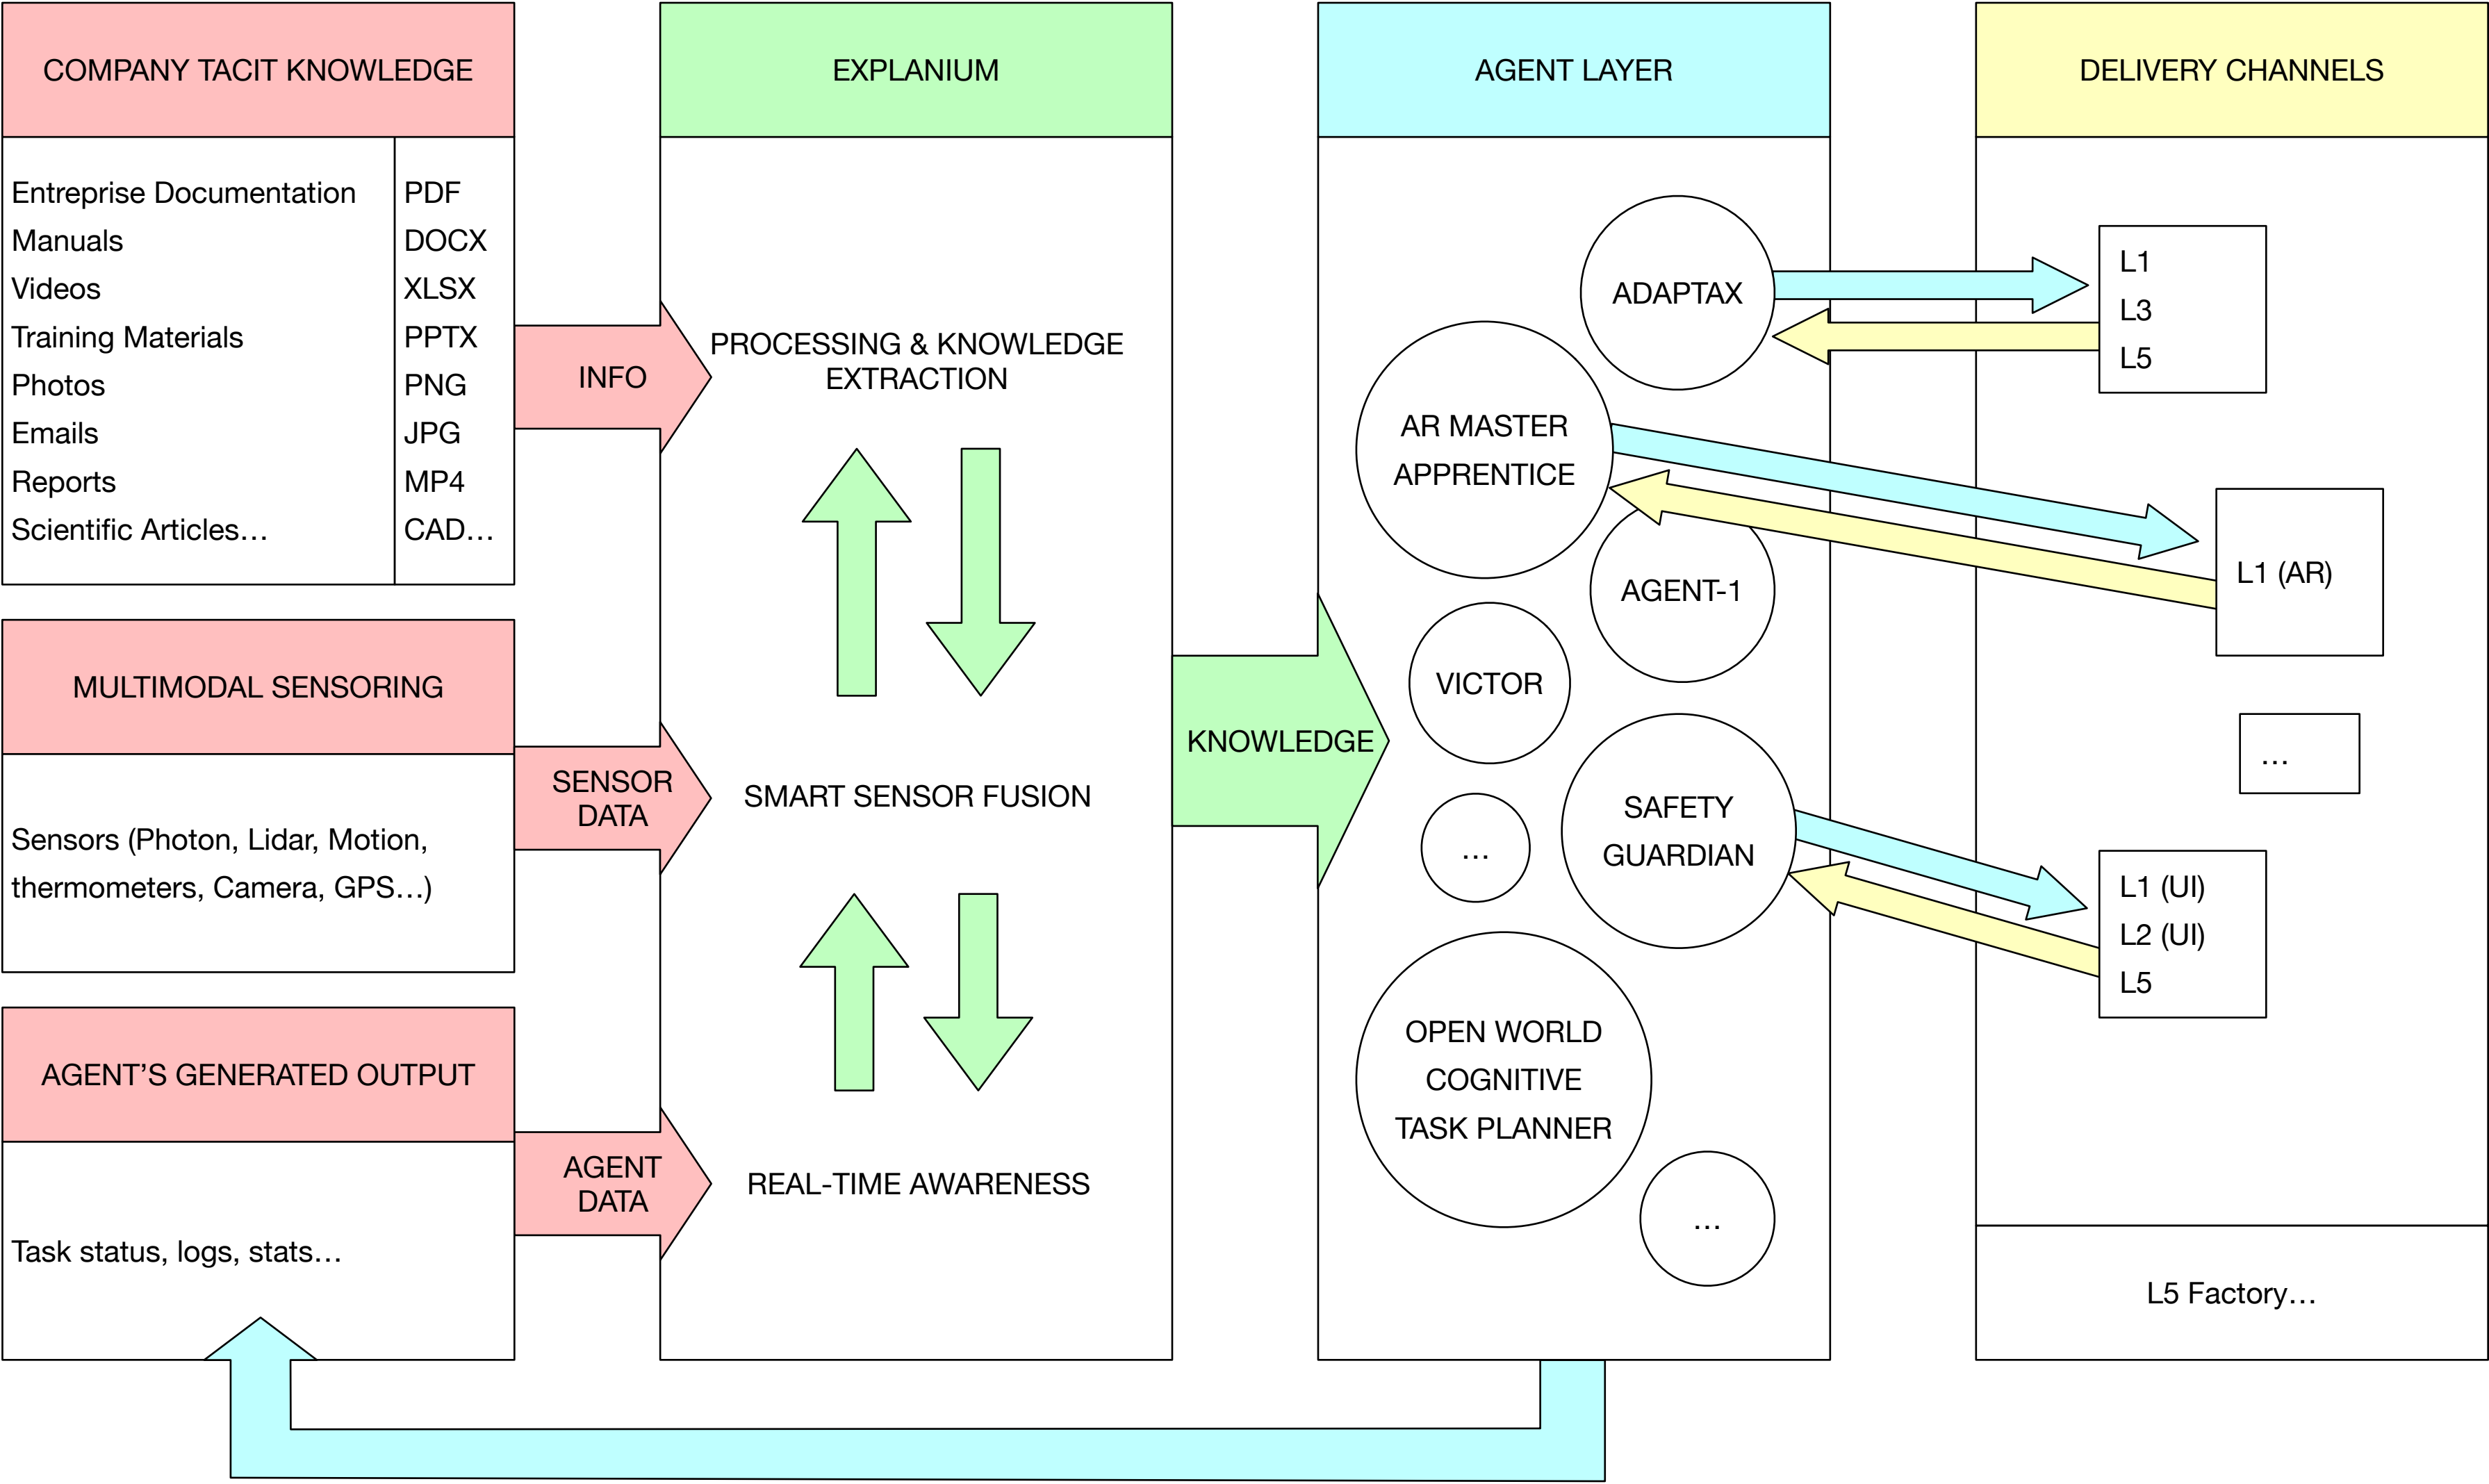 COMPANY TACIT KNOWLEDGE
Entreprise Documentation
Manuals
Videos
Training Materials
Photos
Emails
Reports
Scientific Articles…
PDF
DOCX
XLSX
PPTX
PNG
JPG
MP4
CAD…
MULTIMODAL SENSORING
Sensors (Photon, Lidar, Motion,
thermometers, Camera, GPS…)
AGENT’S GENERATED OUTPUT
Task status, logs, stats…
INFO
SENSOR
DATA
AGENT
DATA
EXPLANIUM
PROCESSING & KNOWLEDGE
EXTRACTION
SMART SENSOR FUSION
REAL-TIME AWARENESS
KNOWLEDGE
AGENT LAYER
ADAPTAX
AR MASTER
APPRENTICE
AGENT-1
VICTOR
…
SAFETY
GUARDIAN
OPEN WORLD
COGNITIVE
TASK PLANNER
…
DELIVERY CHANNELS
L1
L3
L5
L1 (AR)
…
L1 (UI)
L2 (UI)
L5
L5 Factory…